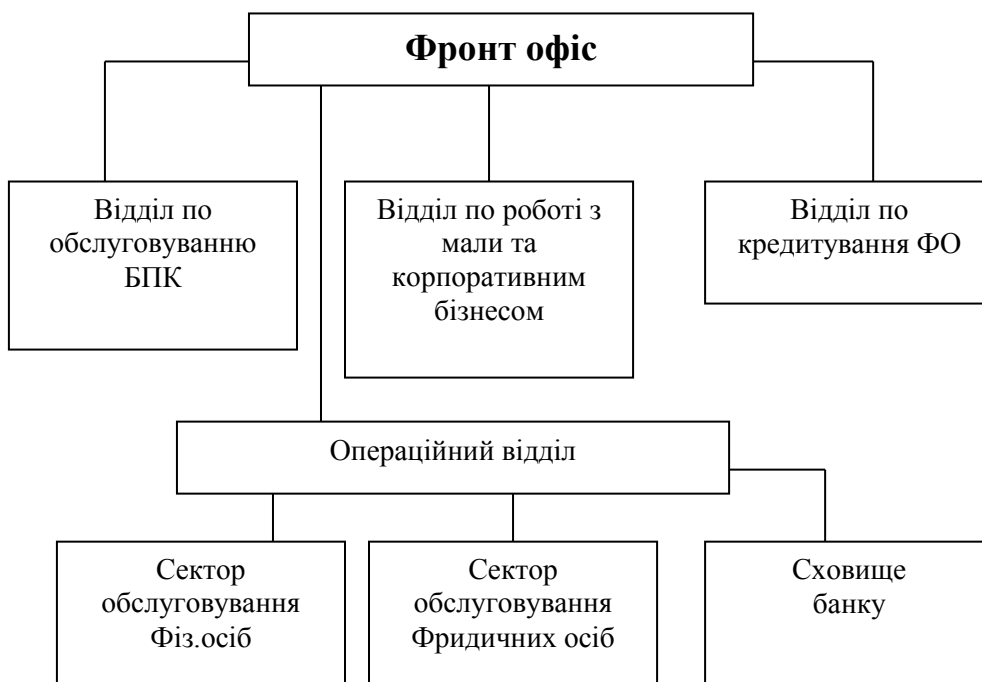 Фронт офіс
Відділ по
обслуговуванню
БПК
Відділ по роботі з
мали та
корпоративним
бізнесом
Відділ по
кредитування ФО
Операційний відділ
Сектор
обслуговування
Фіз.осіб
Сектор
обслуговування
Фридичних осіб
Сховище
банку